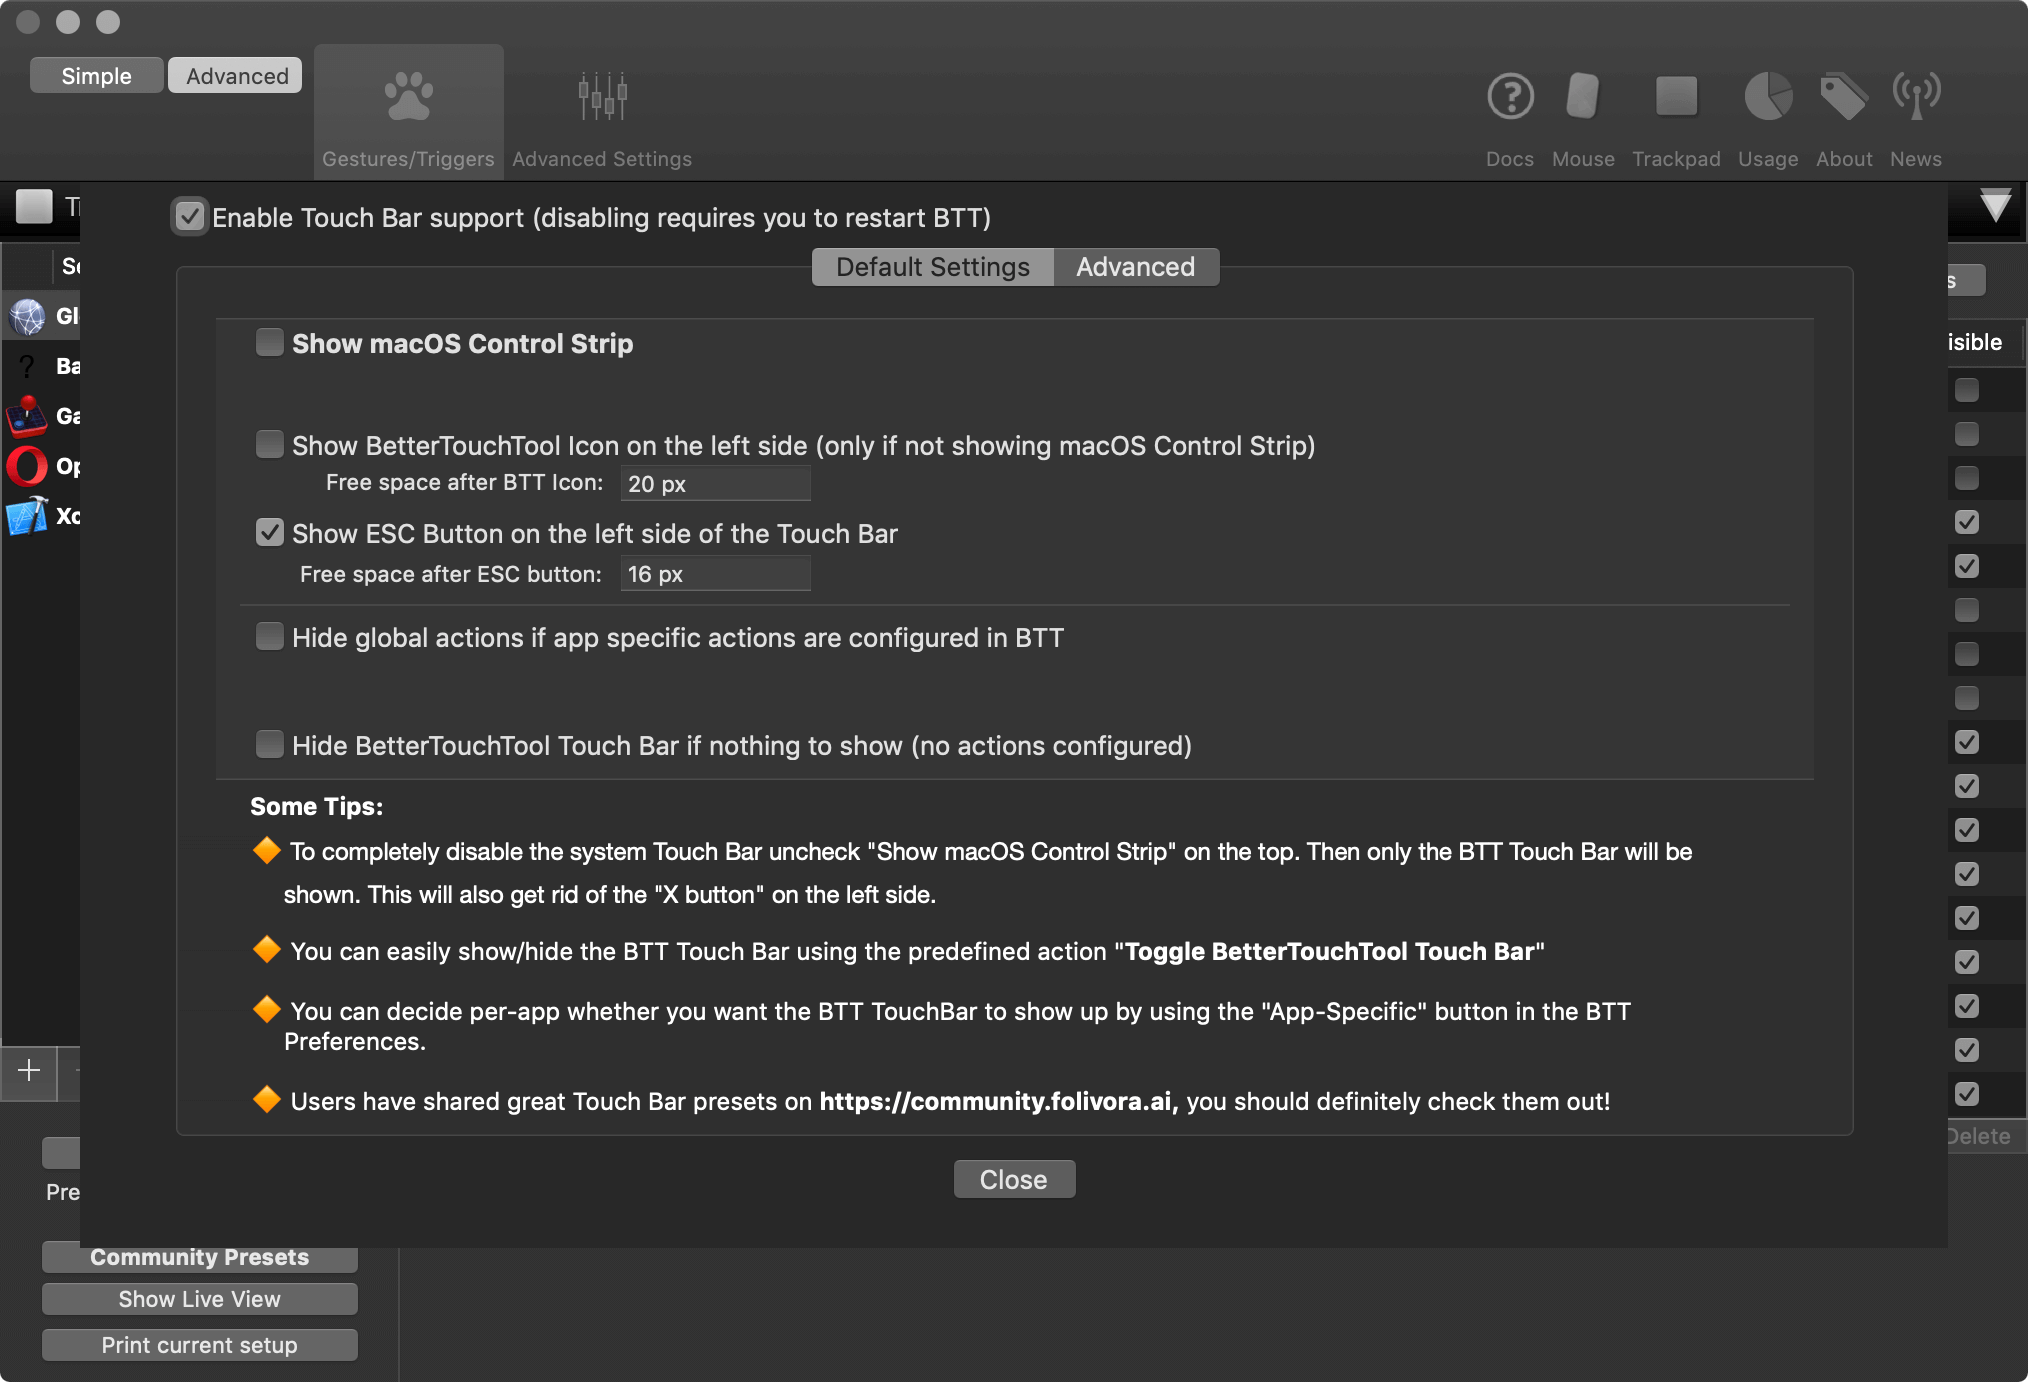 Simple
Advanced
Gestures/Triggers
Advanced Settings
Docs
Mouse
Trackpad
Usage
About
News
Enable Touch Bar support (disabling requires you to restart BTT)
Default Settings
Advanced
Show macOS Control Strip
isible
Show BetterTouchTool Icon on the left side (only if not showing macOS Control Strip)
Free space after BTT Icon: 20 px
Show ESC Button on the left side of the Touch Bar
Free space after ESC button: 16 px
Hide global actions if app specific actions are configured in BTT
Hide BetterTouchTool Touch Bar if nothing to show (no actions configured)
Some Tips:
To completely disable the system Touch Bar uncheck "Show macOS Control Strip" on the top. Then only the BTT Touch Bar will be
shown. This will also get rid of the "X button" on the left side.
You can easily show/hide the BTT Touch Bar using the predefined action "Toggle BetterTouchTool Touch Bar"
You can decide per-app whether you want the BTT TouchBar to show up by using the "App-Specific" button in the BTT
Preferences.
Users have shared great Touch Bar presets on https://community.folivora.ai, you should definitely check them out!
Delete
Close
Pre
Community Presets
Show Live View
Print current setup